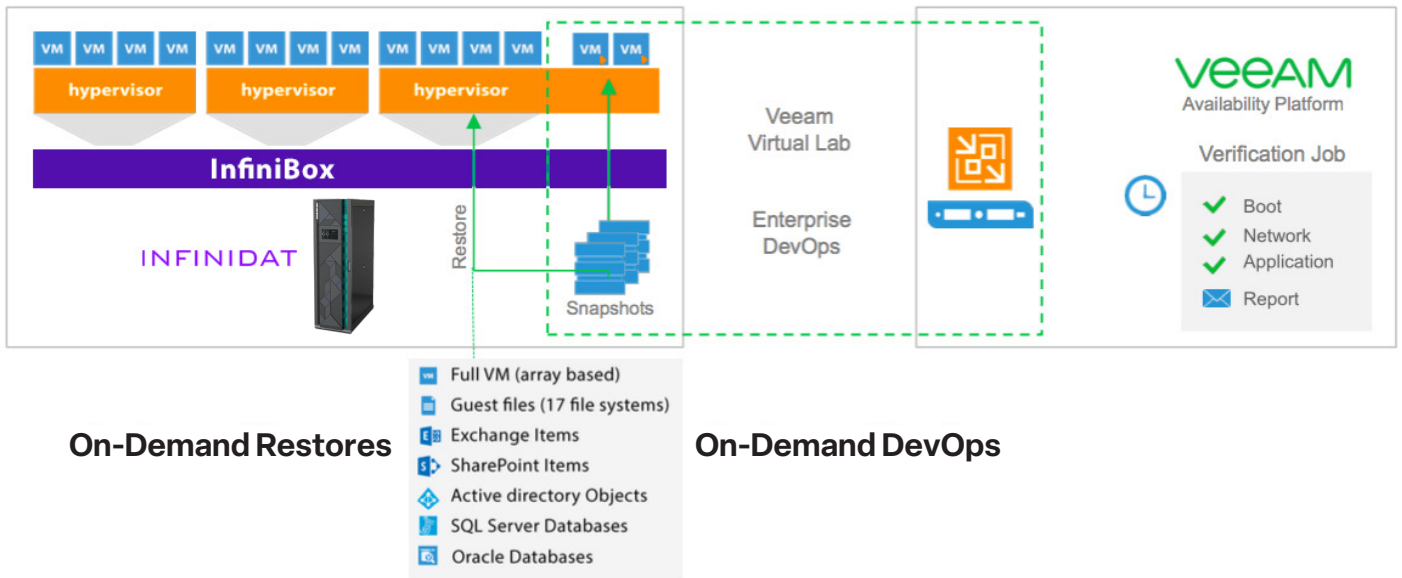 VM VM VM VM VM VM VM VM VM VM VM VM VM VM
hypervisor hypervisor hypervisor
InfiniBox
INFINIDAT
Restore
Snapshots
Veeam
Virtual Lab
Enterprise
DevOps
veeAM
Availability Platform
Verification Job
Boot
Network
Application
Report
VM Full VM (array based)
Guest files (17 file systems)
E Exchange Items
S SharePoint Items
Active directory Objects
SQL Server Databases
Oracle Databases
On-Demand Restores
On-Demand DevOps